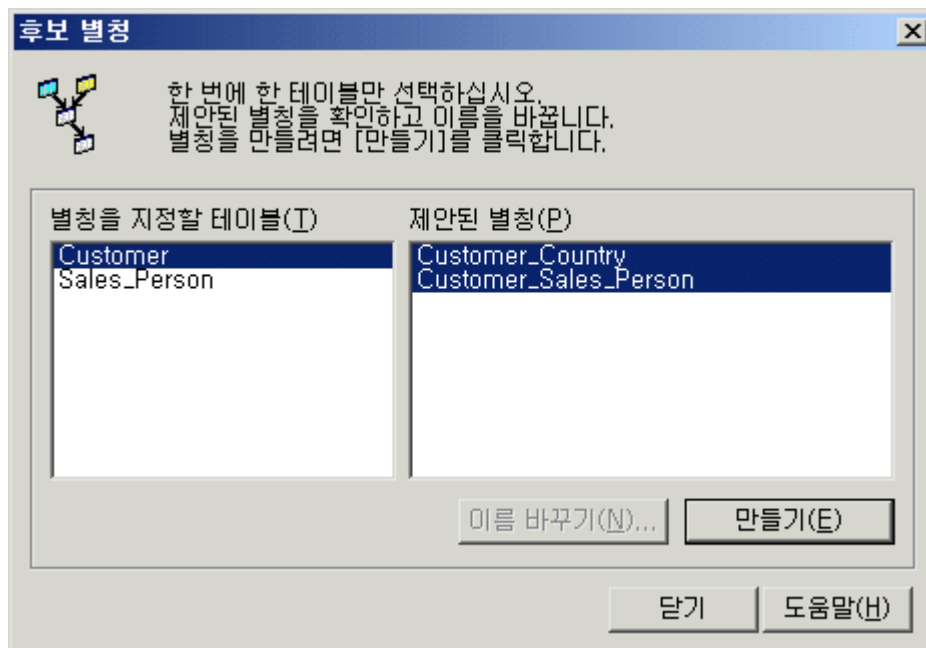 후보 별칭
한 번에 한 테이블만 선택하십시오.
제안된 별칭을 확인하고 이름을 바꿉니다.
별칭을 만들려면 [만들기]를 클릭합니다.
별칭을 지정할 테이블(T)
제안된 별칭(P)
Customer
Sales_Person
Customer_Country
Customer_Sales_Person
이름 바꾸기(N)...
만들기(E)
닫기
도움말(H)